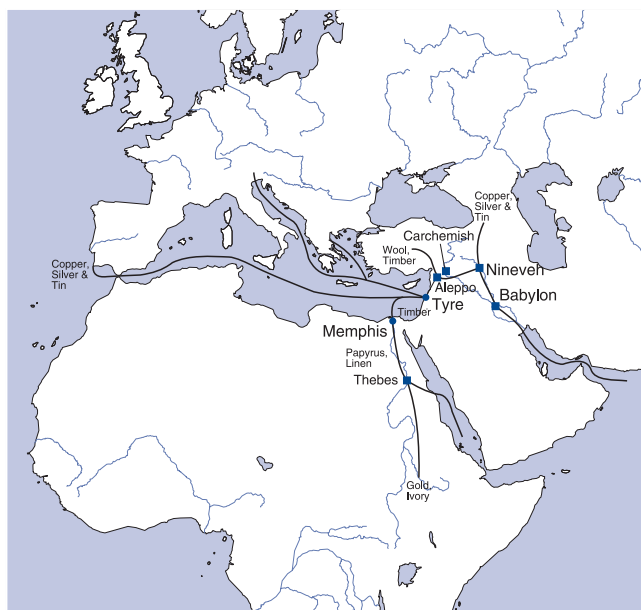 Copper,
Silver &
Tin
Carchemish
Wool,
Timber
Copper,
Silver &
Tin
Nineveh
Aleppo
Babylon
Tyre
Timber
Memphis
Papyrus,
Linen
Thebes
Gold,
Ivory